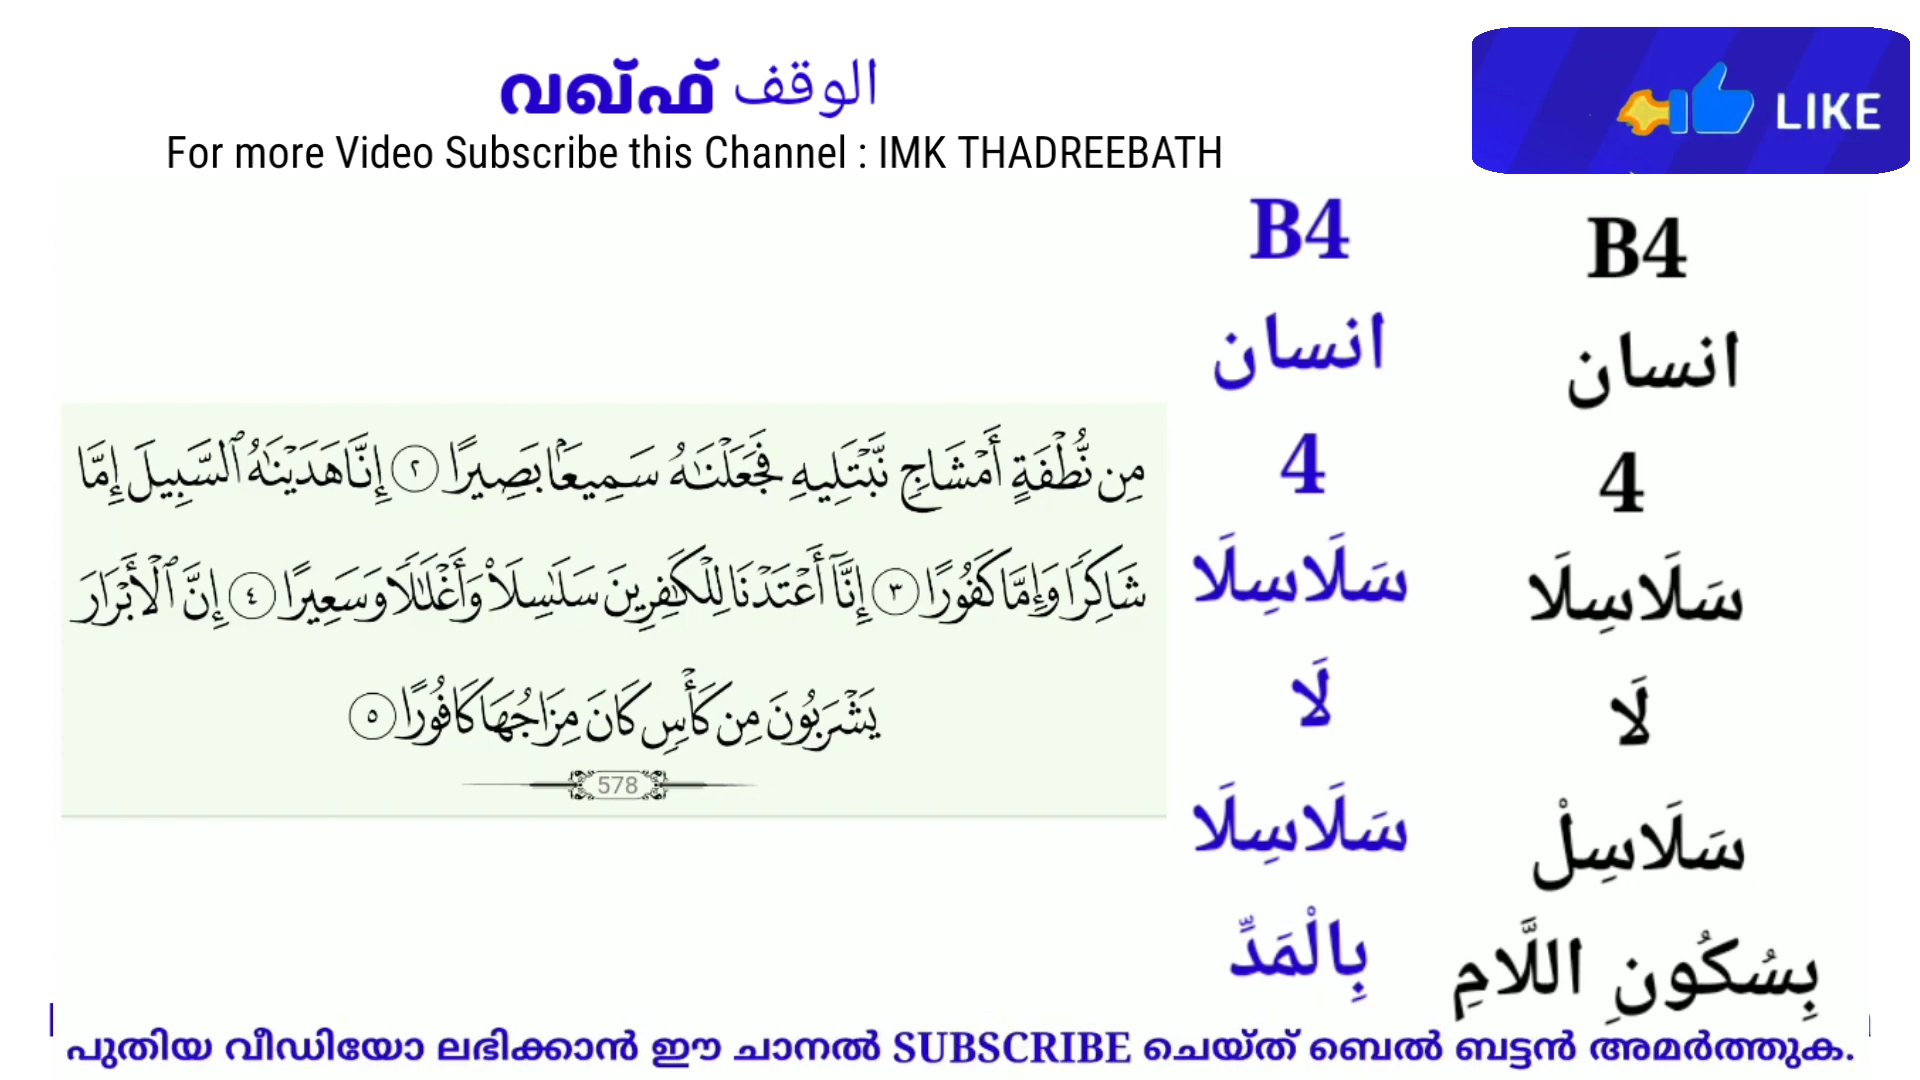 വഖ്ഫ് الوقف
For more Video Subscribe this Channel : IMK THADREEBATH
LIKE
مِن نُّطْفَةٍ أَمْشَاجٍ نَّبْتَلِيهِ فَجَعَلْنَٰهُ سَمِيعًۢا بَصِيرًا ٢ إِنَّا هَدَيْنَٰهُ ٱلسَّبِيلَ إِمَّا
شَاكِرًا وَإِمَّا كَفُورًا ٣ إِنَّآ أَعْتَدْنَا لِلْكَٰفِرِينَ سَلَٰسِلَا۟ وَأَغْلَٰلًا وَسَعِيرًا ٤ إِنَّ ٱلْأَبْرَارَ
يَشْرَبُونَ مِن كَأْسٍ كَانَ مِزَاجُهَا كَافُورًا ٥
578
B4
انسان
4
سَلَاسِلَا
لَا
سَلَاسِلَا
بِالْمَدِّ
B4
انسان
4
سَلَاسِلَا
لَا
سَلَاسِلْ
بِسُكُونِ اللَّامِ
പുതിയ വീഡിയോ ലഭിക്കാൻ ഈ ചാനൽ SUBSCRIBE ചെയ്ത് ബെൽ ബട്ടൻ അമർത്തുക.